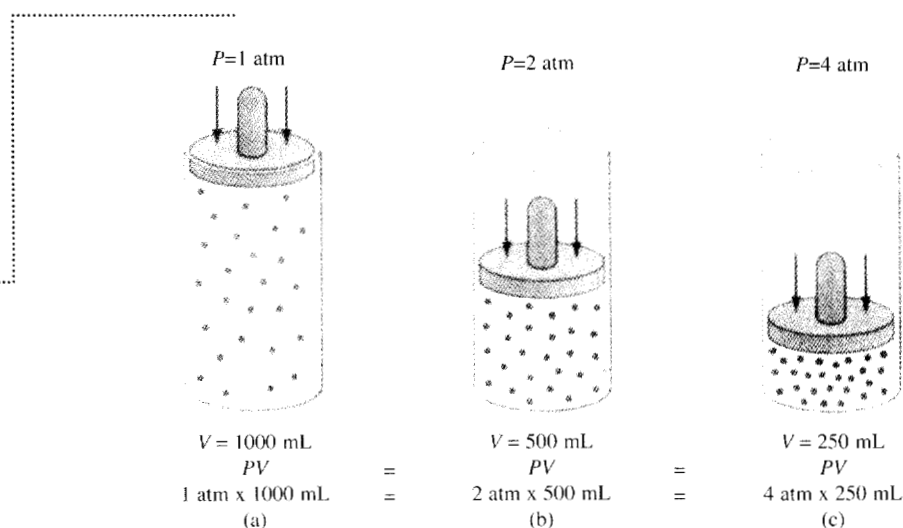 P=1 atm P=2 atm P=4 atm
V = 1000 mL V = 500 mL V = 250 mL
PV = PV = PV
1 atm x 1000 mL = 2 atm x 500 mL = 4 atm x 250 mL
(a) (b) (c)